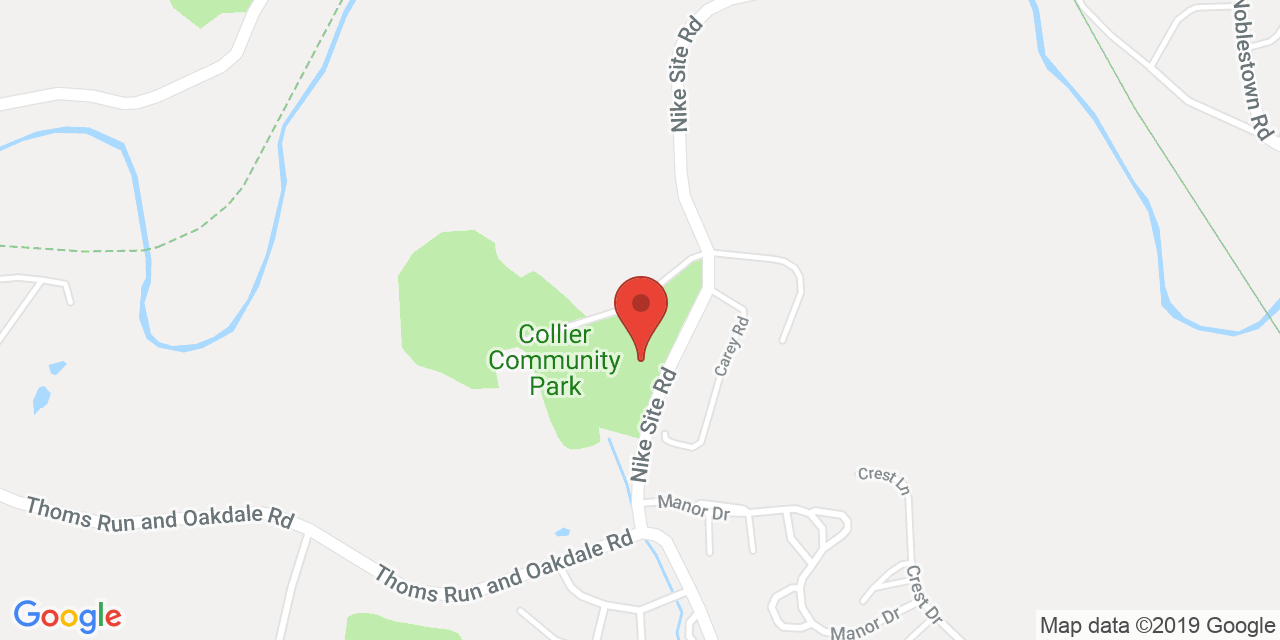 Nike Site Rd
Noblestown Rd
Collier
Community
Park
Carey Rd
Nike Site Rd
Crest Ln
Manor Dr
Thoms Run and Oakdale Rd
Thoms Run and Oakdale Rd
Crest Dr
Manor Dr
Google
Map data ©2019 Google